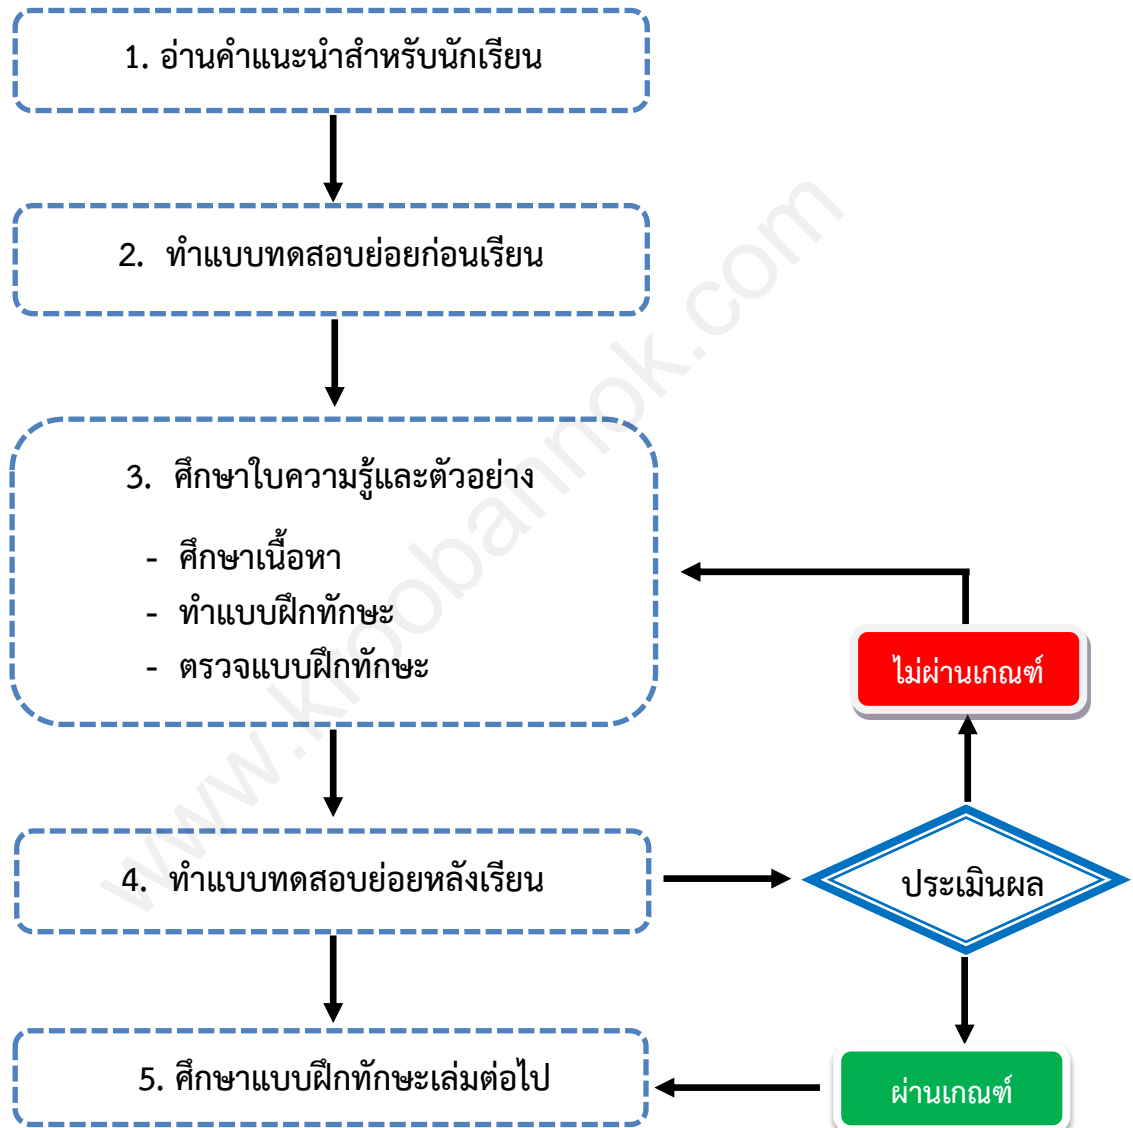 1. อ่านคำแนะนำสำหรับนักเรียน
2. ทำแบบทดสอบย่อยก่อนเรียน
3. ศึกษาใบความรู้และตัวอย่าง
- ศึกษาเนื้อหา
- ทำแบบฝึกทักษะ
- ตรวจแบบฝึกทักษะ
ไม่ผ่านเกณฑ์
4. ทำแบบทดสอบย่อยหลังเรียน
ประเมินผล
5. ศึกษาแบบฝึกทักษะเล่มต่อไป
ผ่านเกณฑ์
www.kroobannok.com